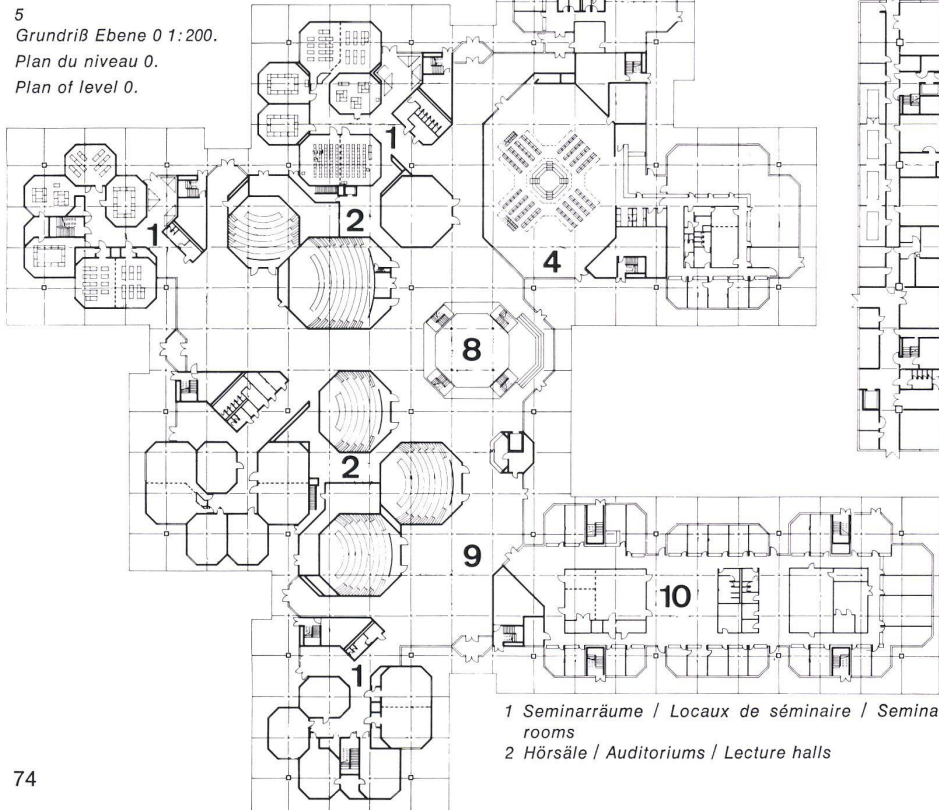 5
Grundriß Ebene 0 1:200.
Plan du niveau 0.
Plan of level 0.
1
1
2
4
8
2
9
10
1
1 Seminarräume / Locaux de séminaire / Semina
rooms
2 Hörsäle / Auditoriums / Lecture halls
74